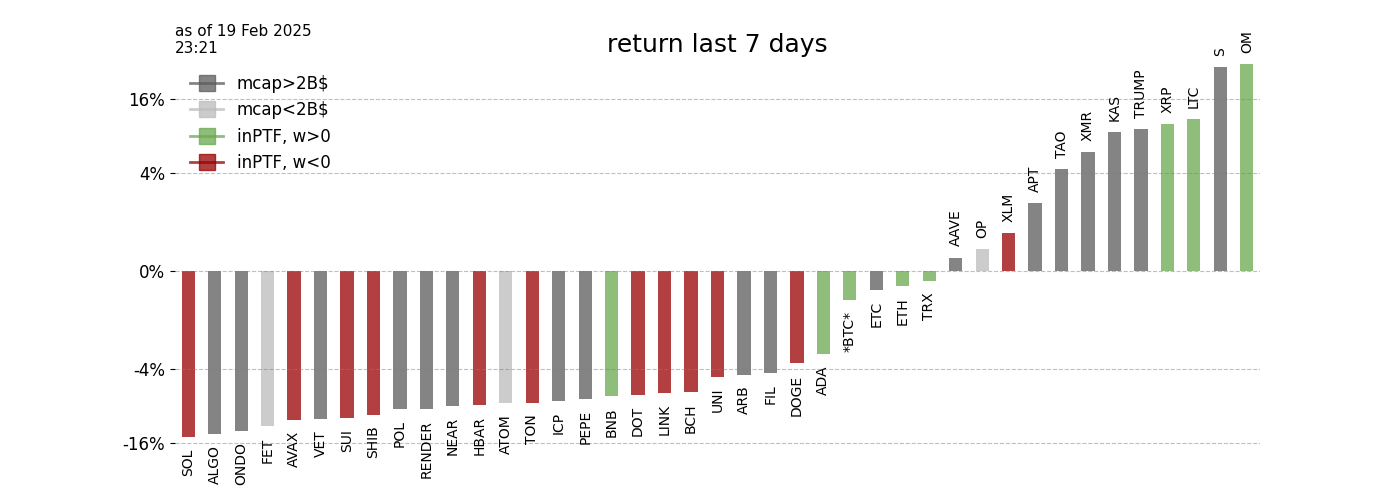 as of 19 Feb 2025
23:21
return last 7 days
mcap>2B$
mcap<2B$
inPTF, w>0
inPTF, w<0
16%
4%
0%
-4%
-16%
SOL
ALGO
ONDO
FET
AVAX
VET
SUI
SHIB
POL
RENDER
NEAR
HBAR
ATOM
TON
ICP
PEPE
BNB
DOT
LINK
BCH
UNI
ARB
FIL
DOGE
ADA
*BTC*
ETC
ETH
TRX
AAVE
OP
XLM
APT
TAO
XMR
KAS
TRUMP
XRP
LTC
S
OM